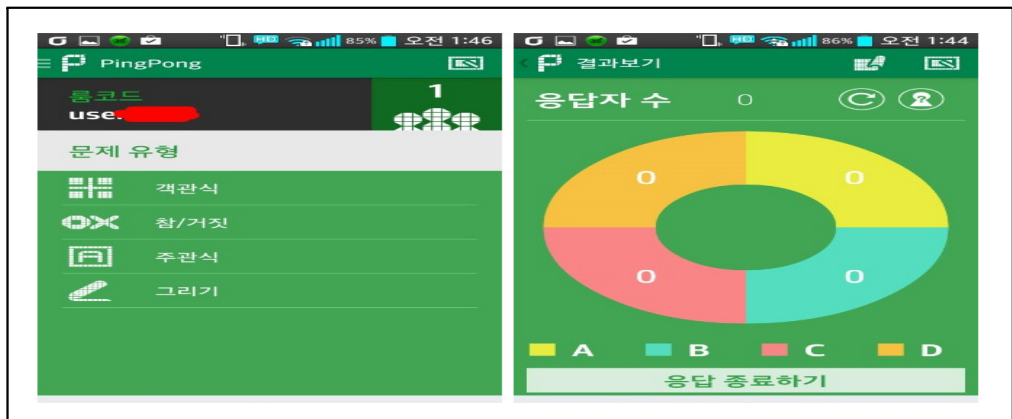 85% 오전 1:46
PingPong
룸코드
1
use.
문제 유형
객관식
참/거짓
주관식
그리기
86% 오전 1:44
결과보기
응답자 수 0
0 0
0 0
A B C D
응답 종료하기